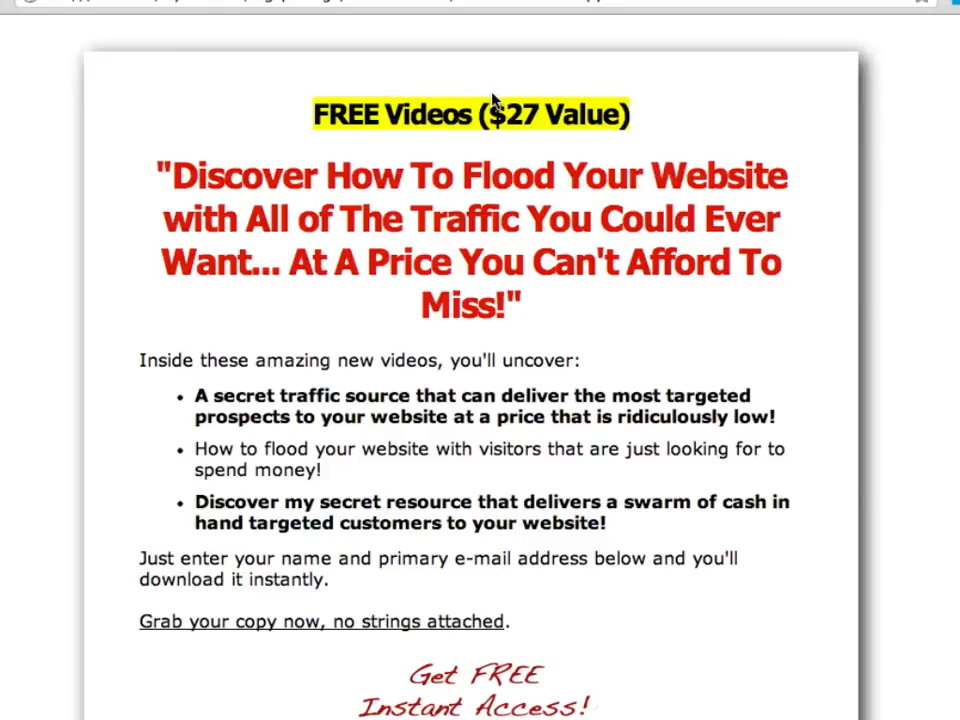 FREE Videos ($27 Value)
"Discover How To Flood Your Website
with All of The Traffic You Could Ever
Want... At A Price You Can't Afford To
Miss!"
Inside these amazing new videos, you'll uncover:
• A secret traffic source that can deliver the most targeted
prospects to your website at a price that is ridiculously low!
• How to flood your website with visitors that are just looking for to
spend money!
• Discover my secret resource that delivers a swarm of cash in
hand targeted customers to your website!
Just enter your name and primary e-mail address below and you'll
download it instantly.
Grab your copy now, no strings attached.
Get FREE
Instant Access!